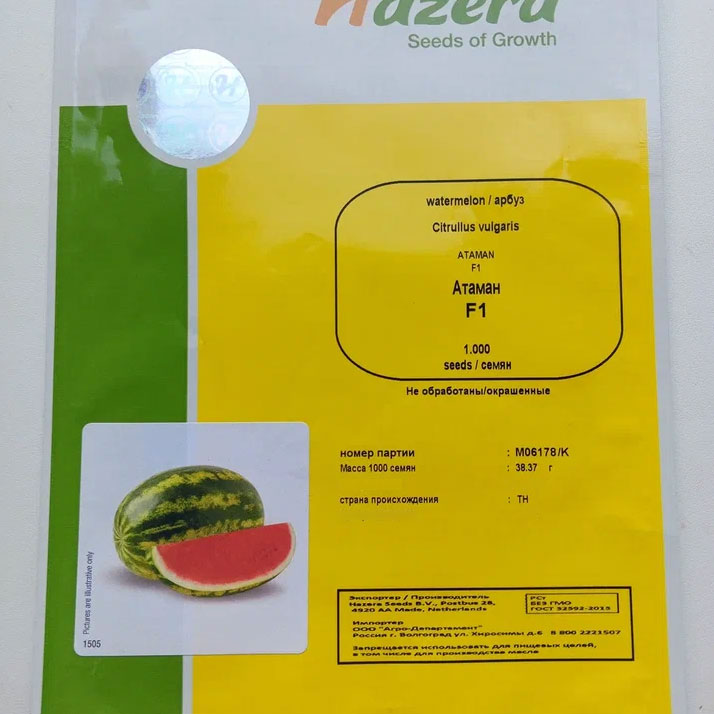 Hazera
Seeds of Growth
watermelon / арбуз
Citrullus vulgaris
ATAMAN
F1
Атаман
F1
1.000
seeds / семян
Не обработаны/окрашенные
номер партии : M06178/K
Масса 1000 семян : 38.37 г
страна происхождения : TH
Pictures are illustrative only
1505
Экспортер / Производитель
Hazera Seeds B.V., Postbus 28,
4920 AA Made, Netherlands
РСт
БЕЗ ГМО
ГОСТ 32592-2013
Импортер
ООО "Агро-Департамент"
Россия г. Волгоград ул. Хиросимы д.6 8 800 2221507
Запрещается использовать для пищевых целей,
в том числе для производства масла